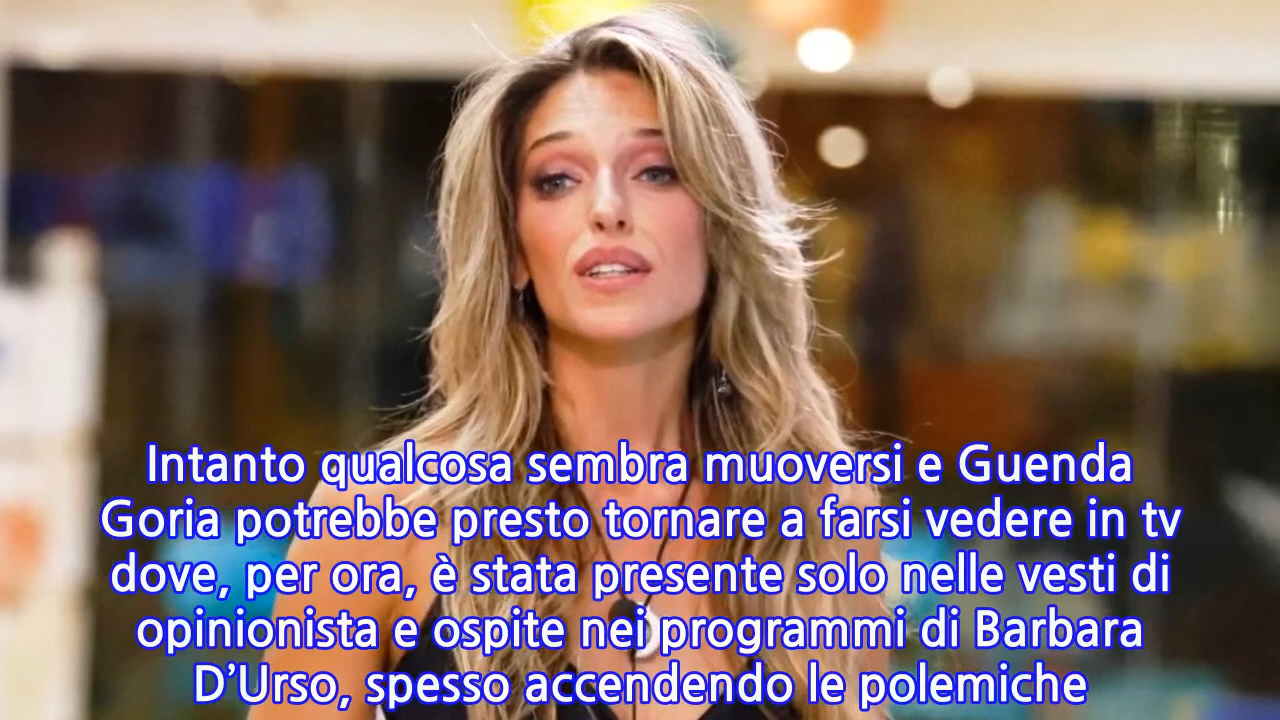 Intanto qualcosa sembra muoversi e Guenda
Goria potrebbe presto tornare a farsi vedere in tv
dove, per ora, è stata presente solo nelle vesti di
opinionista e ospite nei programmi di Barbara
D’Urso, spesso accendendo le polemiche